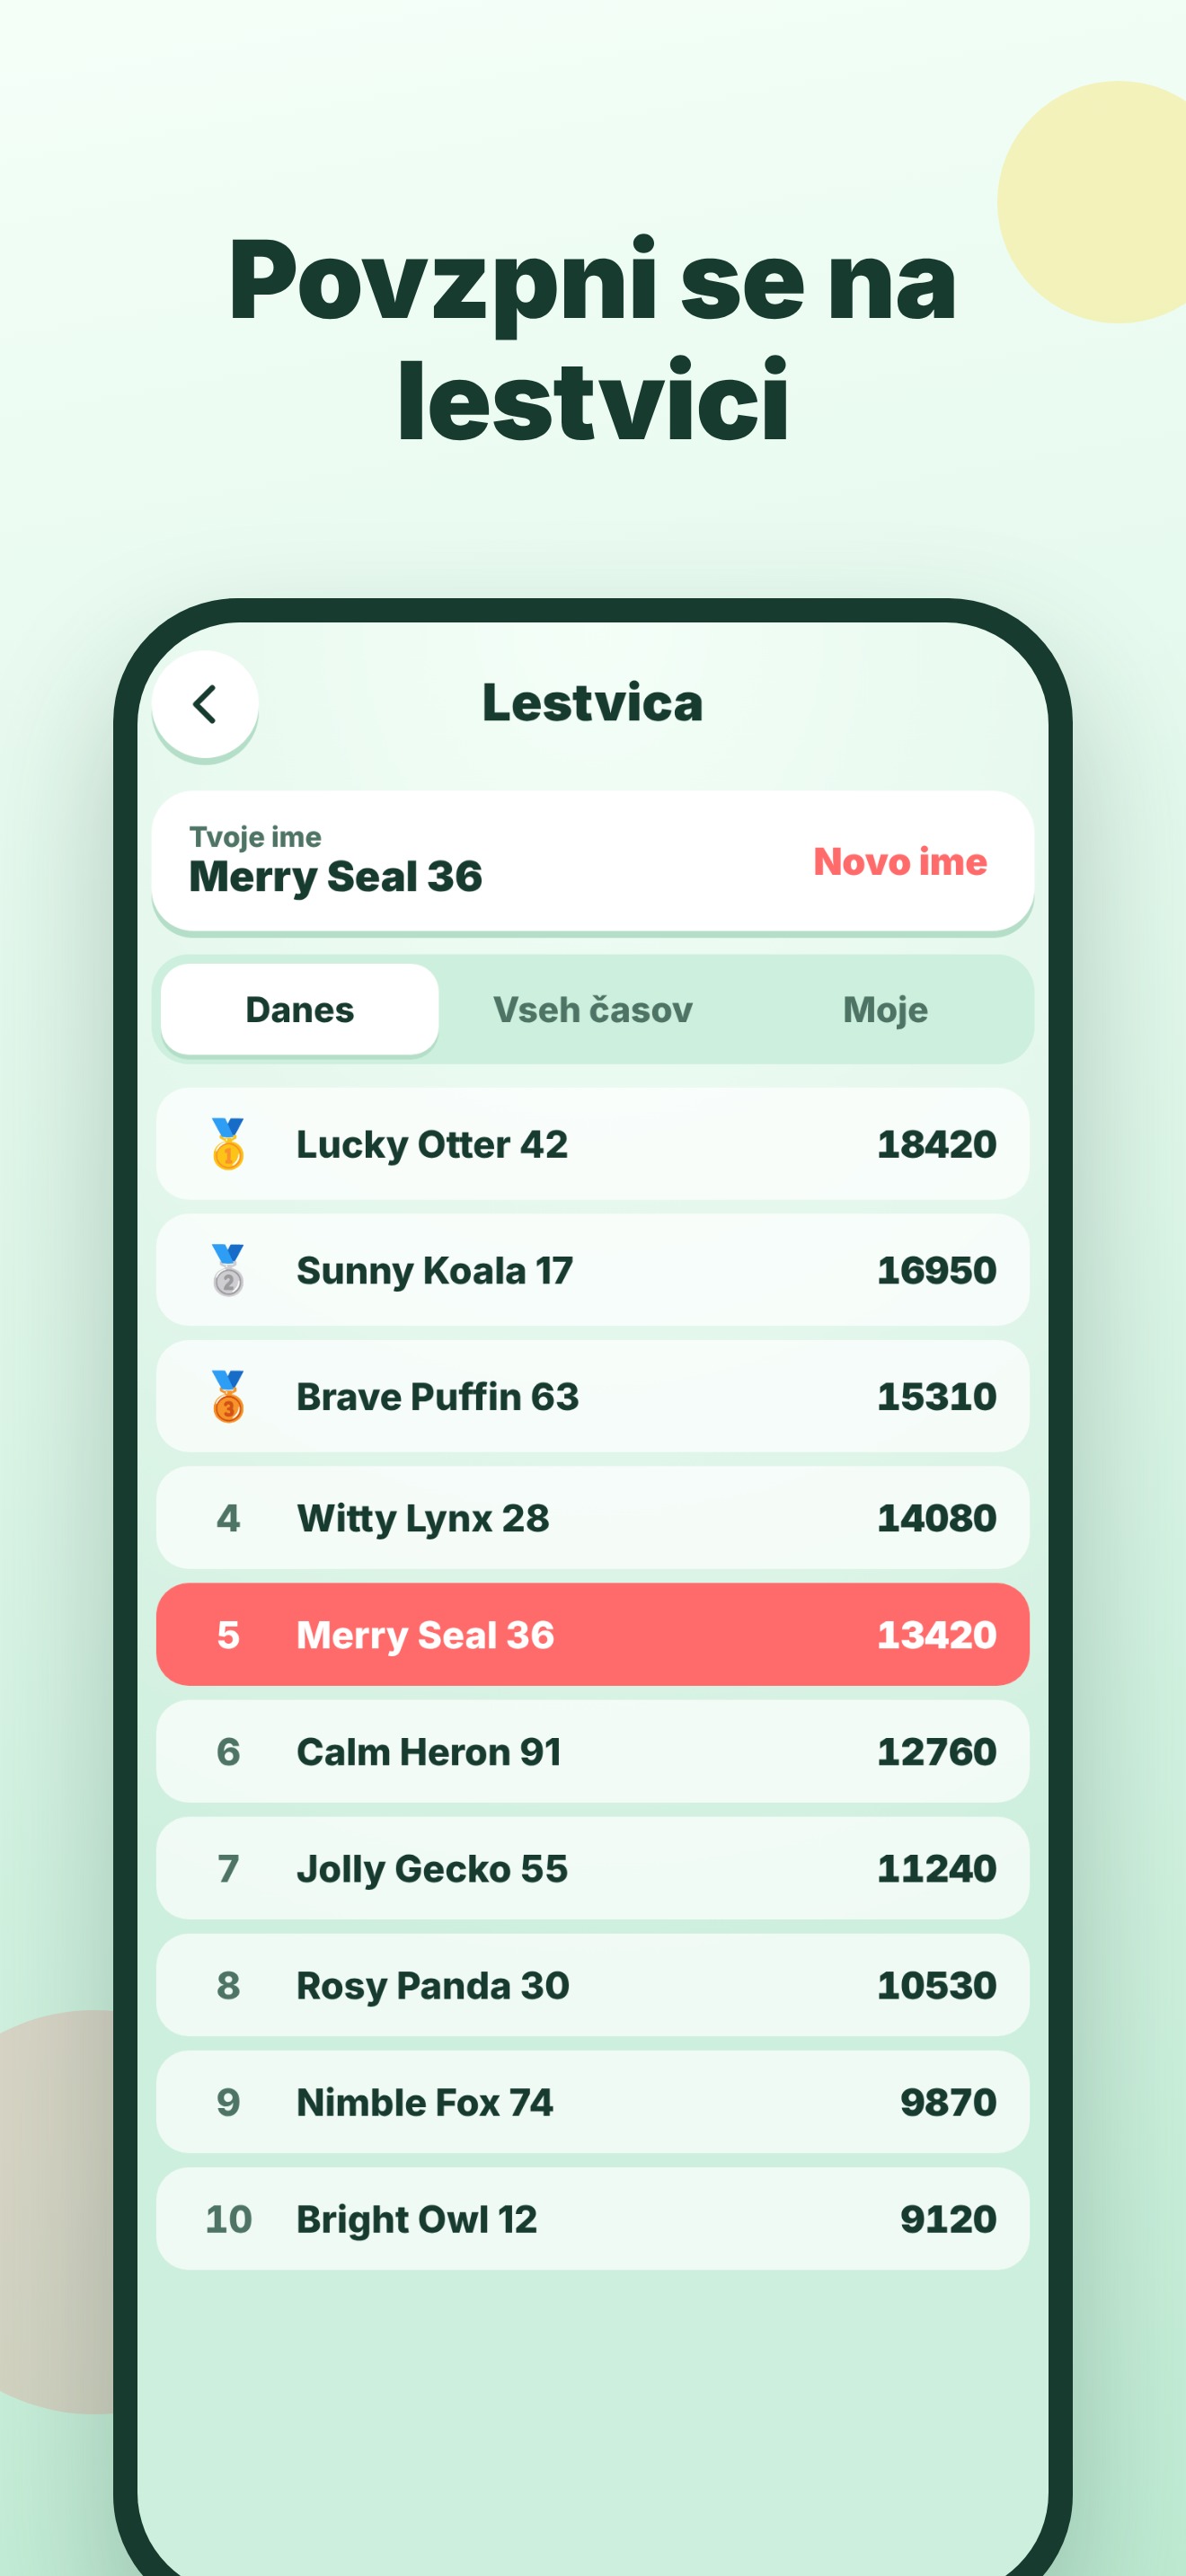 Povzpni se na
lestvici
Lestvica
Tvoje ime
Merry Seal 36
Novo ime
Danes Vseh časov Moje
1 Lucky Otter 42 18420
2 Sunny Koala 17 16950
3 Brave Puffin 63 15310
4 Witty Lynx 28 14080
5 Merry Seal 36 13420
6 Calm Heron 91 12760
7 Jolly Gecko 55 11240
8 Rosy Panda 30 10530
9 Nimble Fox 74 9870
10 Bright Owl 12 9120